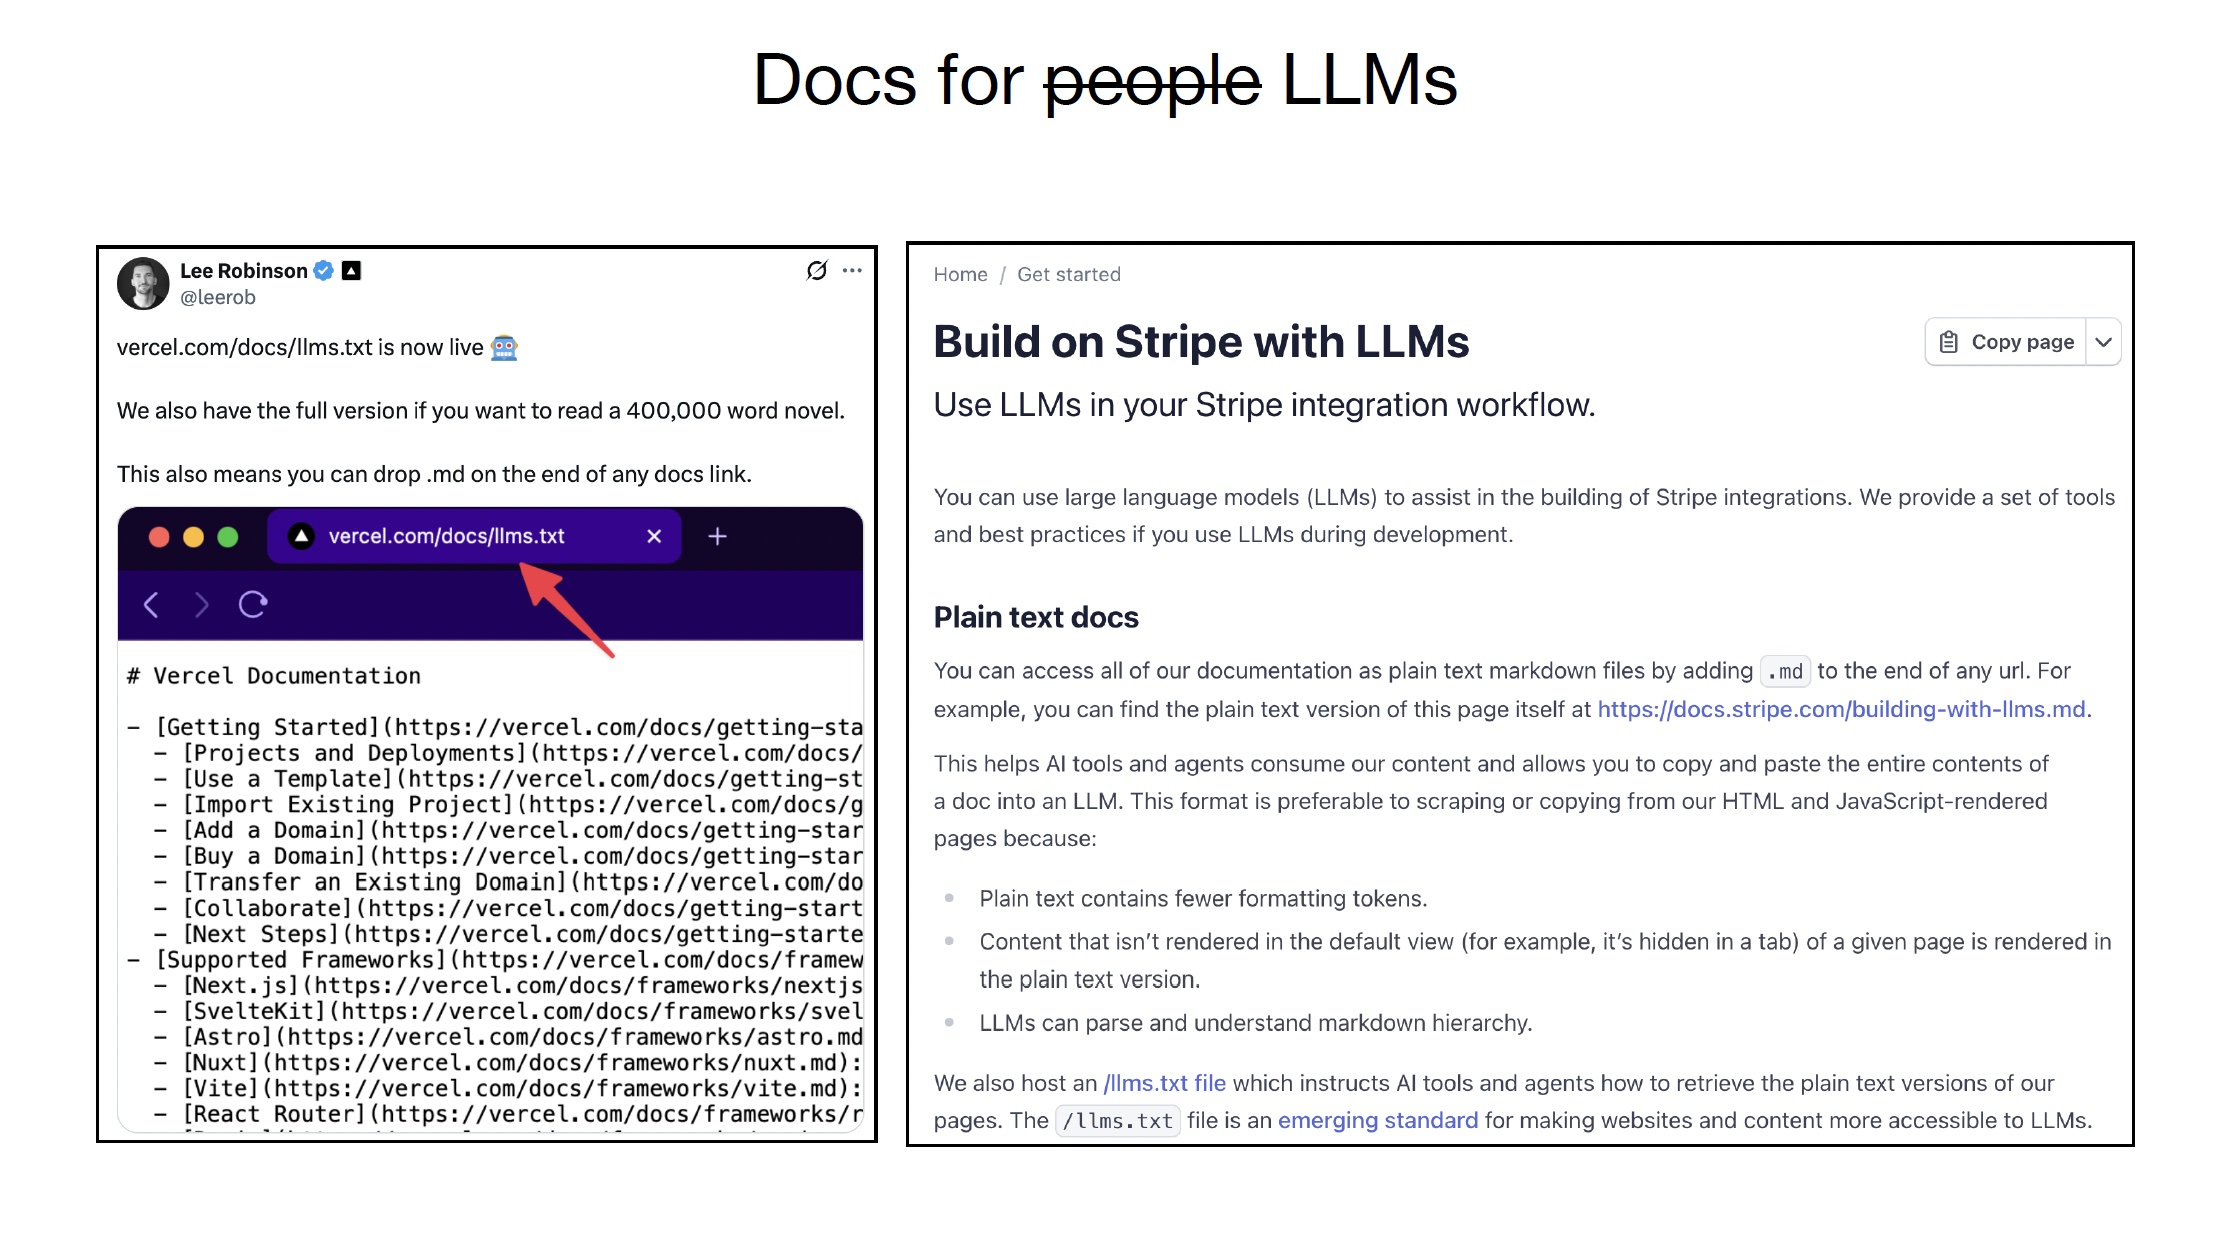 Docs for people LLMs
Lee Robinson
@leerob
vercel.com/docs/llms.txt is now live
We also have the full version if you want to read a 400,000 word novel.
This also means you can drop .md on the end of any docs link.
vercel.com/docs/llms.txt
# Vercel Documentation
- [Getting Started](https://vercel.com/docs/getting-sta
- [Projects and Deployments](https://vercel.com/docs/
- [Use a Template](https://vercel.com/docs/getting-st
- [Import Existing Project](https://vercel.com/docs/g
- [Add a Domain](https://vercel.com/docs/getting-star
- [Buy a Domain](https://vercel.com/docs/getting-star
- [Transfer an Existing Domain](https://vercel.com/do
- [Collaborate](https://vercel.com/docs/getting-start
- [Next Steps](https://vercel.com/docs/getting-starte
- [Supported Frameworks](https://vercel.com/docs/framew
- [Next.js](https://vercel.com/docs/frameworks/nextjs
- [SvelteKit](https://vercel.com/docs/frameworks/svel
- [Astro](https://vercel.com/docs/frameworks/astro.md
- [Nuxt](https://vercel.com/docs/frameworks/nuxt.md):
- [Vite](https://vercel.com/docs/frameworks/vite.md):
- [React Router](https://vercel.com/docs/frameworks/r
Home / Get started
Build on Stripe with LLMs
Copy page
Use LLMs in your Stripe integration workflow.
You can use large language models (LLMs) to assist in the building of Stripe integrations. We provide a set of tools
and best practices if you use LLMs during development.
Plain text docs
You can access all of our documentation as plain text markdown files by adding .md to the end of any url. For
example, you can find the plain text version of this page itself at https://docs.stripe.com/building-with-llms.md.
This helps AI tools and agents consume our content and allows you to copy and paste the entire contents of
a doc into an LLM. This format is preferable to scraping or copying from our HTML and JavaScript-rendered
pages because:
• Plain text contains fewer formatting tokens.
• Content that isn't rendered in the default view (for example, it's hidden in a tab) of a given page is rendered in
the plain text version.
• LLMs can parse and understand markdown hierarchy.
We also host an /llms.txt file which instructs AI tools and agents how to retrieve the plain text versions of our
pages. The /llms.txt file is an emerging standard for making websites and content more accessible to LLMs.